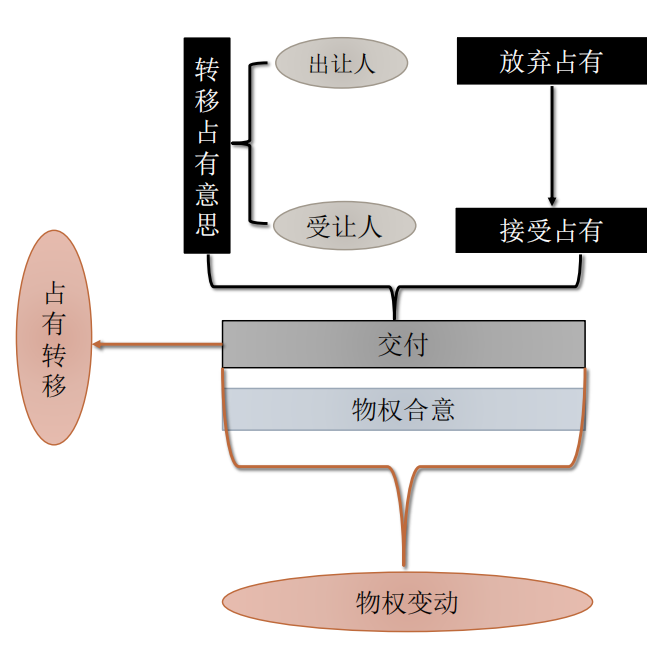 转移占有意思
出让人
放弃占有
受让人
接受占有
占有转移
交付
物权合意
物权变动